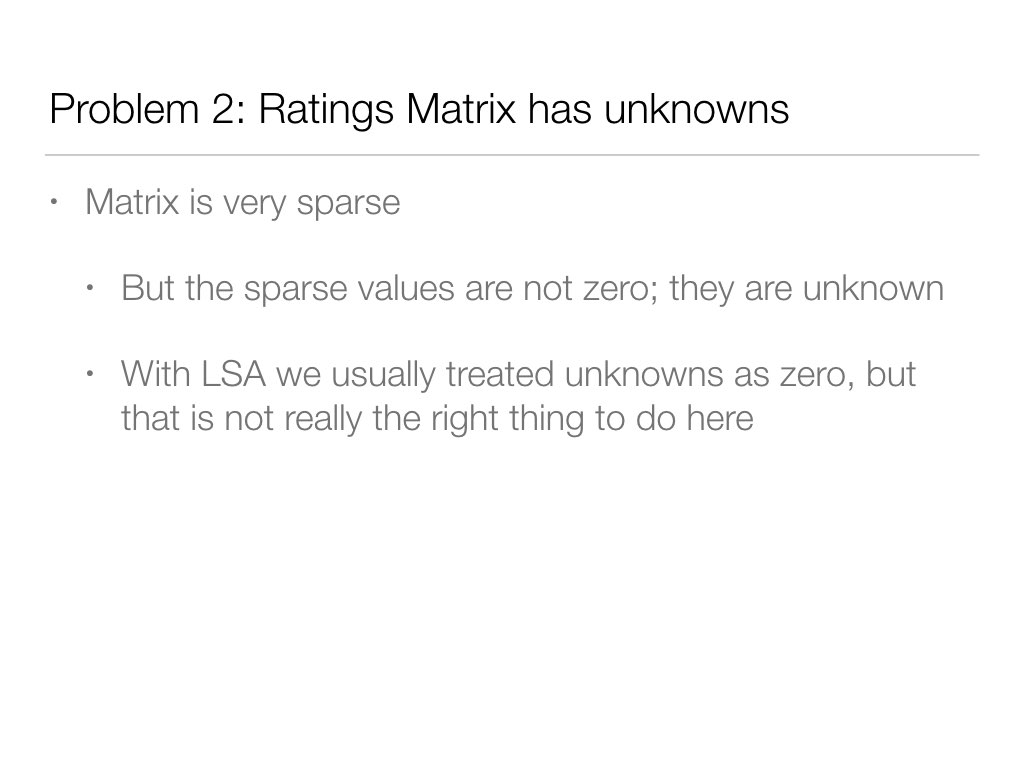 Problem 2: Ratings Matrix has unknowns
• Matrix is very sparse
• But the sparse values are not zero; they are unknown
• With LSA we usually treated unknowns as zero, but
that is not really the right thing to do here